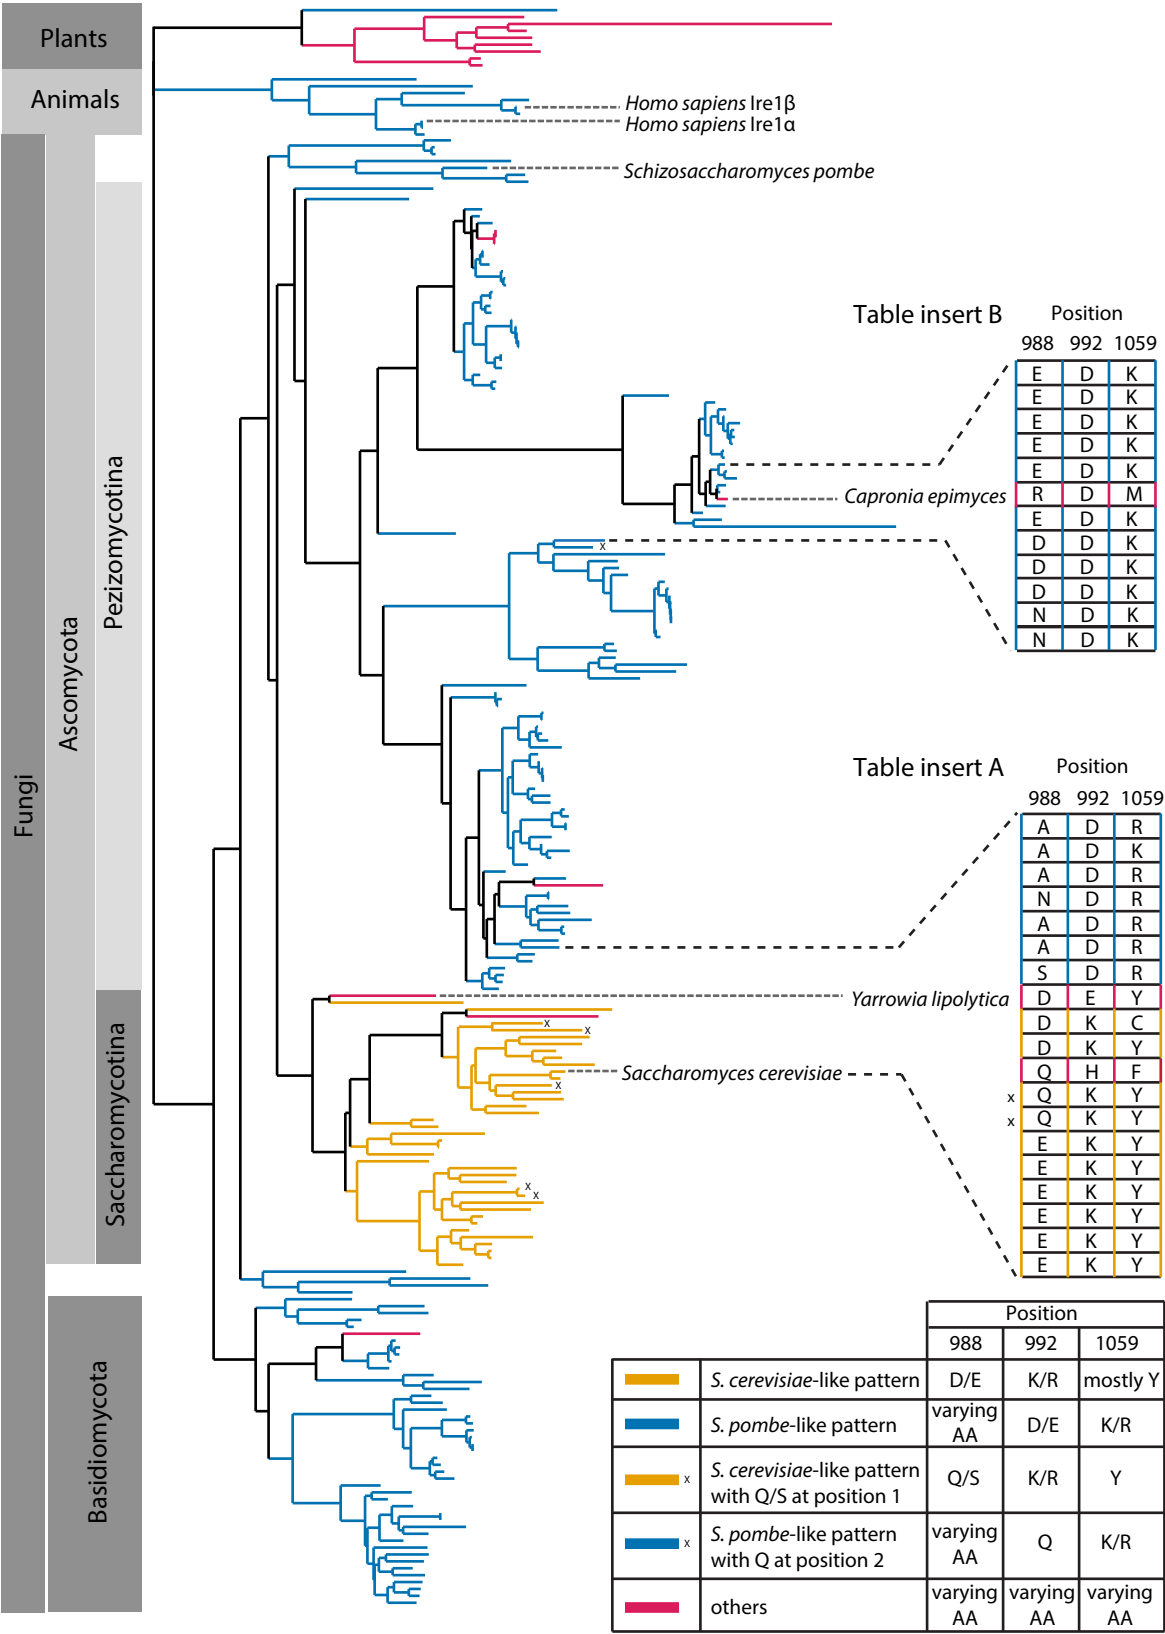 Plants
Animals
Fungi
Ascomycota
Pezizomycotina
Saccharomycotina
Basidiomycota
Homo sapiens Ire1β
Homo sapiens Ire1α
Schizosaccharomyces pombe
Capronia epimyces
x
Yarrowia lipolytica
x
x
Saccharomyces cerevisiae
x
x
x
Table insert B
Position
988 992 1059
E D K
E D K
E D K
E D K
E D K
R D M
E D K
D D K
D D K
D D K
N D K
N D K
Table insert A
Position
988 992 1059
A D R
A D K
A D R
N D R
A D R
A D R
S D R
D E Y
D K C
D K Y
Q H F
x Q K Y
x Q K Y
E K Y
E K Y
E K Y
E K Y
E K Y
E K Y
Position
988 992 1059
S. cerevisiae-like pattern D/E K/R mostly Y
S. pombe-like pattern varying AA D/E K/R
x S. cerevisiae-like pattern
with Q/S at position 1 Q/S K/R Y
x S. pombe-like pattern
with Q at position 2 varying AA Q K/R
others varying AA varying AA varying AA